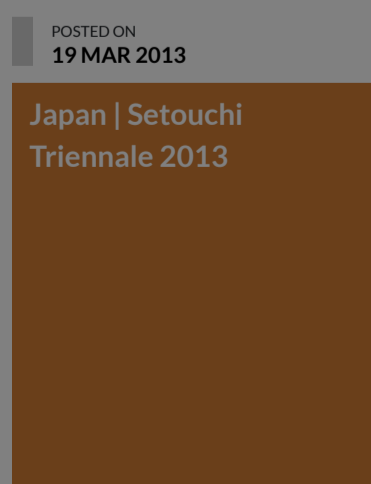 POSTED ON
19 MAR 2013
Japan | Setouchi
Triennale 2013